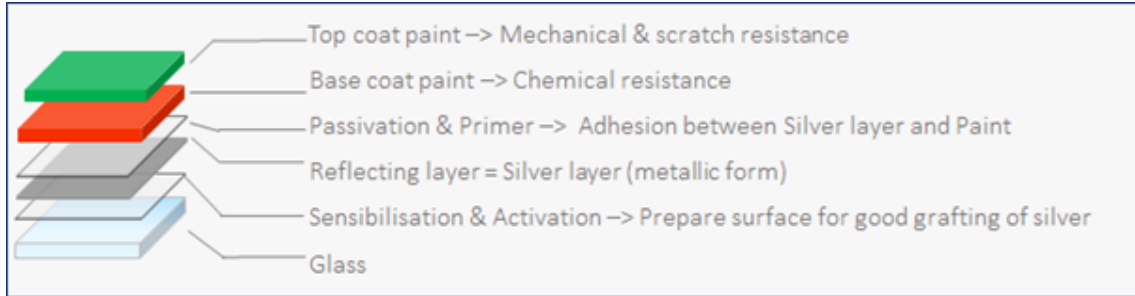 Top coat paint –> Mechanical & scratch resistance
Base coat paint –> Chemical resistance
Passivation & Primer –> Adhesion between Silver layer and Paint
Reflecting layer = Silver layer (metallic form)
Sensibilisation & Activation –> Prepare surface for good grafting of silver
Glass